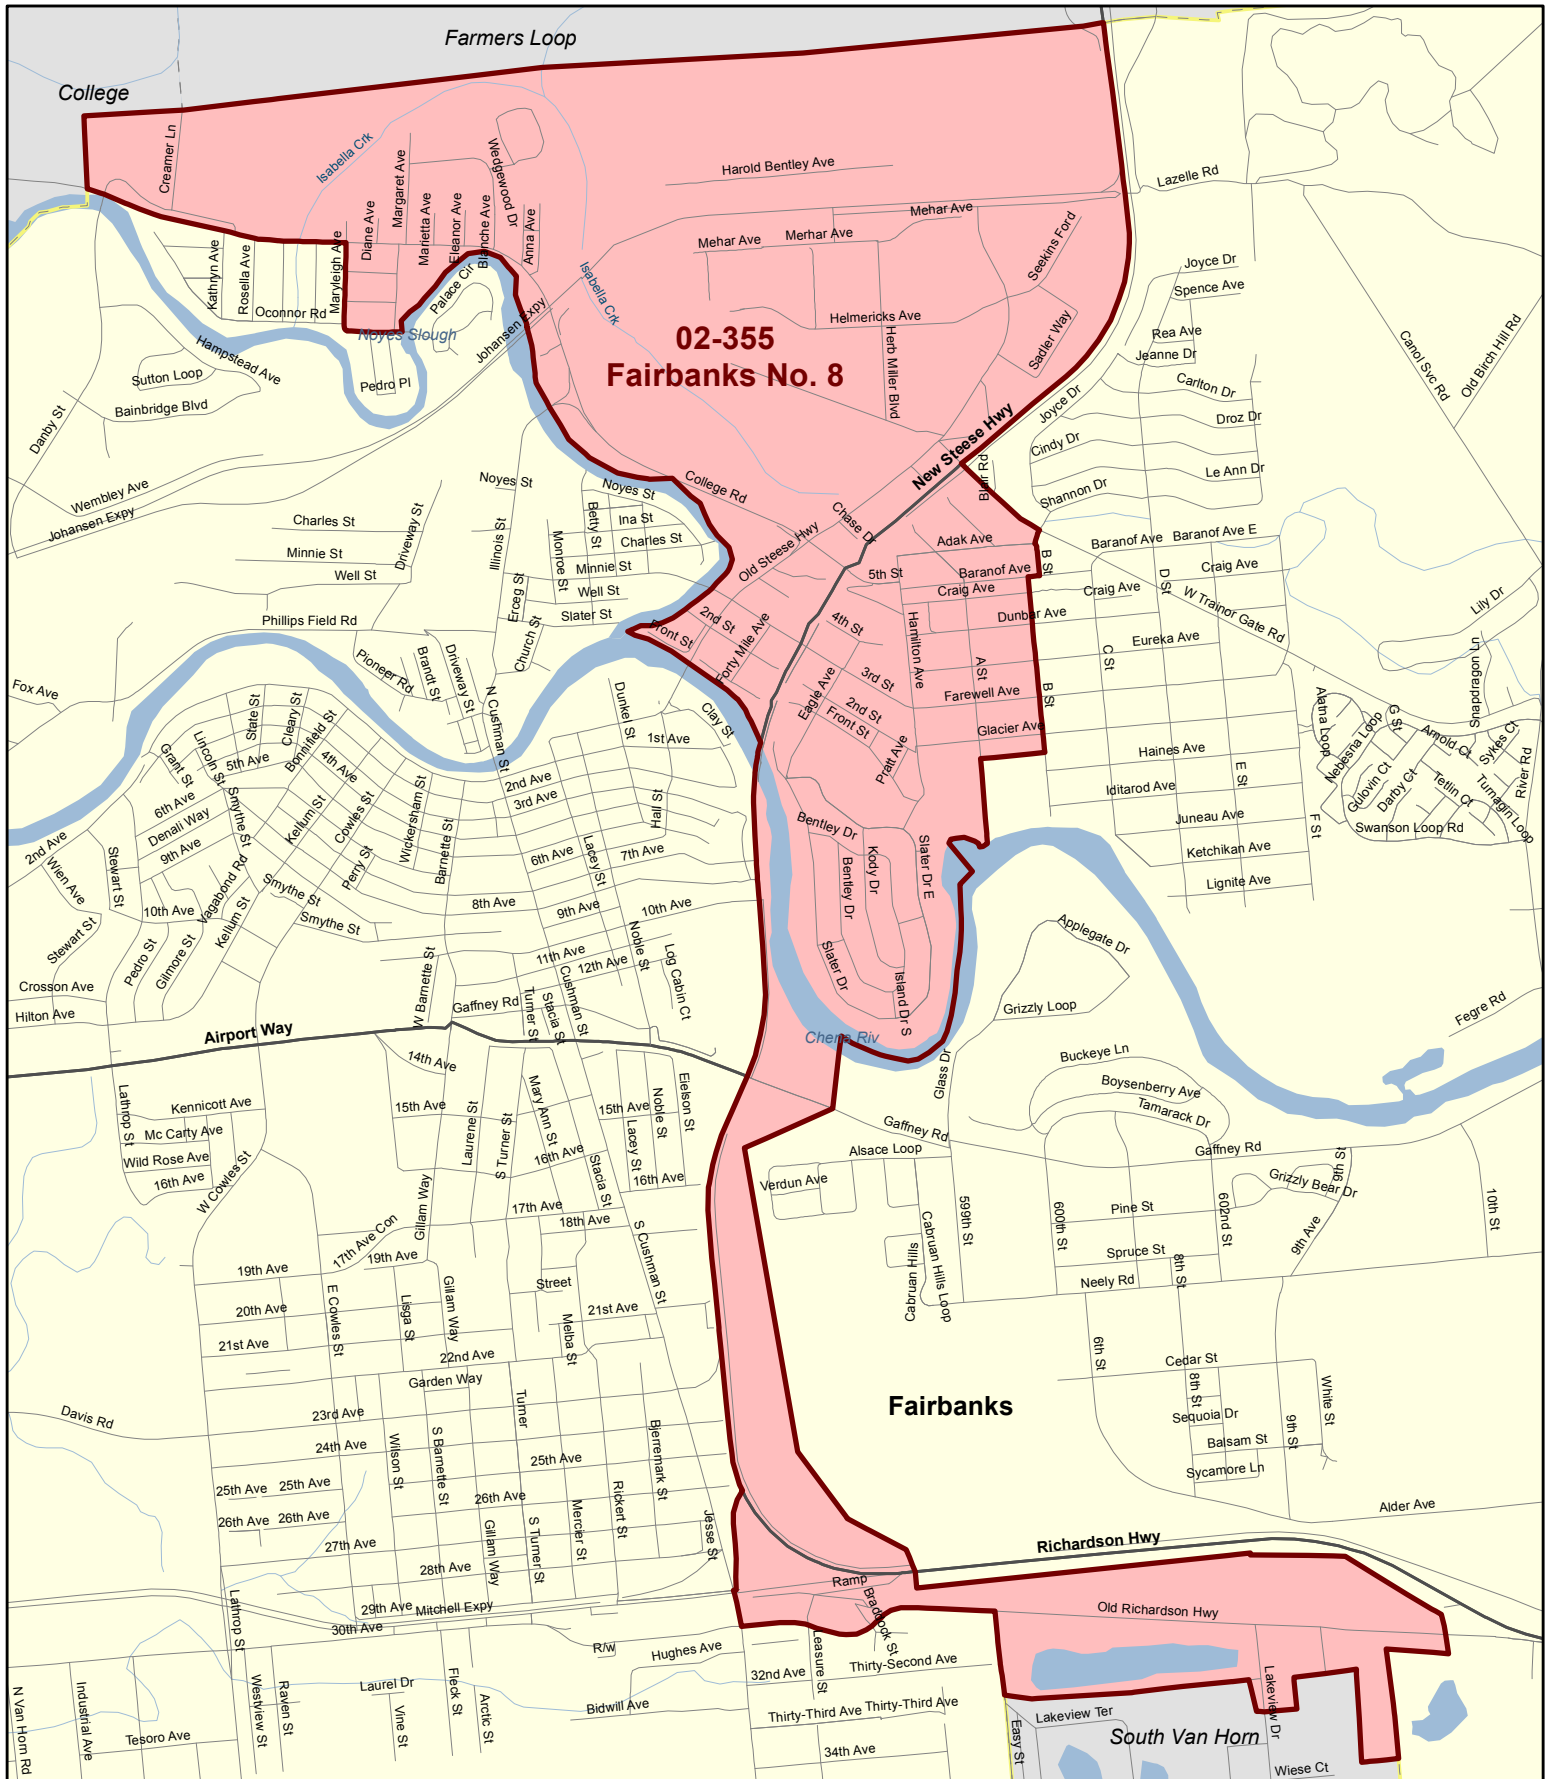 Farmers Loop
College
Creamer Ln
Isabella Crk
Wedgewood Dr
Harold Bentley Ave
Lazelle Rd
Margaret Ave
Diane Ave
Marietta Ave
Eleanor Ave
Blanche Ave
Anna Ave
Mehar Ave
Mehar Ave
Merhar Ave
Seekins Ford
Kathryn Ave
Rosella Ave
Maryleigh Ave
Oconnor Rd
Palace Cir
Isabella Crk
Joyce Dr
Spence Ave
Noyes Slough
Johansen Expy
Helmericks Ave
Herb Miller Blvd
Sadler Way
Rea Ave
Jeanne Dr
Canol Svc Rd
Old Birch Hill Rd
02-355
Fairbanks No. 8
Hampstead Ave
Sutton Loop
Pedro Pl
Bainbridge Blvd
Danby St
Carlton Dr
Joyce Dr
Droz Dr
Cindy Dr
Le Ann Dr
New Steese Hwy
Blair Rd
Shannon Dr
Wembley Ave
Johansen Expy
Noyes St
Noyes St
College Rd
Charles St
Driveway St
Illinois St
Betty St
Ina St
Charles St
Monroe St
Minnie St
Minnie St
Well St
Well St
Erceg St
Slater St
Church St
Old Steese Hwy
Chase Dr
Adak Ave
B St
Baranof Ave
Baranof Ave E
5th St
Baranof Ave
Craig Ave
Craig Ave
Craig Ave
D St
W Trainor Gate Rd
Lily Dr
Dunbar Ave
Eureka Ave
2nd St
Front St
Forty Mile Ave
4th St
Hamilton Ave
Phillips Field Rd
Pioneer Rd
Brandt St
Driveway St
N Cushman St
Fox Ave
3rd St
A St
C St
Farewell Ave
B St
Eagle Ave
2nd St
Front St
Glacier Ave
Pratt Ave
Haines Ave
Alatna Loop
Nebesna Loop
G St
Arnold Ct
Snadragon Ln
Sykes Ct
River Rd
Gulovin Ct
Darby Ct
Tetlin Ct
Turnagin Loop
Swanson Loop Rd
Iditarod Ave
E St
Juneau Ave
F St
Ketchikan Ave
Lignite Ave
Dunkel St
Clay St
1st Ave
State St
Cleary St
Bonnifield St
Lincoln St
Grant St
5th Ave
4th Ave
2nd Ave
3rd Ave
6th Ave
Denali Way
9th Ave
Smythe St
Kellum St
Cowles St
Wickersham St
Barnette St
Perry St
Hall St
Lacey St
6th Ave
7th Ave
2nd Ave
Wien Ave
Stewart St
Vagabond Rd
Smythe St
Smythe St
8th Ave
9th Ave
10th Ave
10th Ave
Stewart St
Pedro St
Gilmore St
Kellum St
Crosson Ave
Hilton Ave
11th Ave
12th Ave
Noble St
Log Cabin Ct
Cushman St
Stacia St
Turner St
W Barnette St
Gaffney Rd
Airport Way
Bentley Dr
Bentley Dr
Kody Dr
Slater Dr E
Slater Dr
Island Dr S
Chena Riv
Applegate Dr
Grizzly Loop
Fegre Rd
Glass Dr
Buckeye Ln
Boysenberry Ave
Tamarack Dr
Gaffney Rd
Gaffney Rd
Alsace Loop
Verdun Ave
14th Ave
15th Ave
Laurene St
S Turner St
Mary Ann St
16th Ave
Stacia St
15th Ave
Lacey St
Noble St
Eielson St
16th Ave
Lathrop St
Kennicott Ave
Mc Carty Ave
Wild Rose Ave
16th Ave
W Cowles St
Gillam Way
17th Ave
18th Ave
17th Ave Con
19th Ave
19th Ave
S Cushman St
Cabruan Hills
Cabruan Hills Loop
599th St
600th St
Pine St
602nd St
9th St
Grizzly Bear Dr
9th Ave
10th St
Spruce St
8th St
Neely Rd
20th Ave
21st Ave
E Cowles St
Lisga St
Gillam Way
Street
21st Ave
Melba St
22nd Ave
Garden Way
Turner
Davis Rd
23rd Ave
24th Ave
6th St
Cedar St
8th St
Sequoia Dr
Balsam St
Sycamore Ln
9th St
White St
Fairbanks
Alder Ave
Wilson St
S Barnette St
Bjerremark St
25th Ave
25th Ave
25th Ave
26th Ave
26th Ave
26th Ave
Mercier St
Rickert St
Jesse St
S Turner St
Gillam Way
27th Ave
28th Ave
29th Ave
Mitchell Expy
30th Ave
Lathrop St
Richardson Hwy
Ramp
Braddock St
Old Richardson Hwy
R/w
Hughes Ave
Leasure St
32nd Ave
Thirty-Second Ave
Thirty-Third Ave
Thirty-Third Ave
34th Ave
Bidwill Ave
Laurel Dr
Vine St
Fleck St
Arctic St
Raven St
Westview St
Tesoro Ave
Industrial Ave
N Van Horn Rd
Easy St
Lakeview Ter
Lakeview Dr
South Van Horn
Wiese Ct